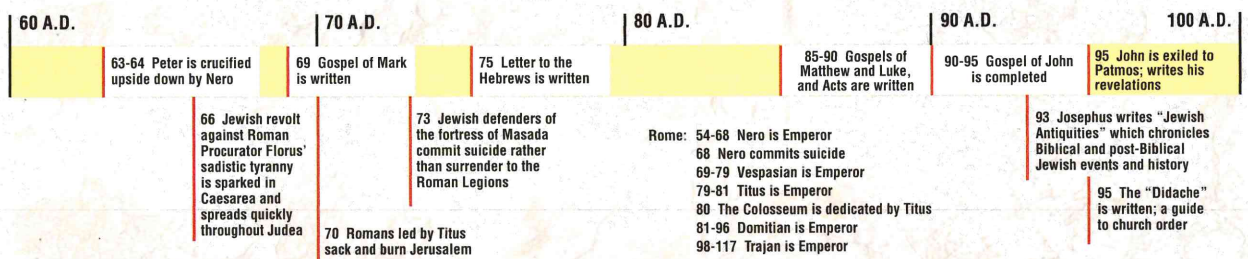 60 A.D.
70 A.D.
80 A.D.
90 A.D.
100 A.D.
63-64 Peter is crucified
upside down by Nero
69 Gospel of Mark
is written
75 Letter to the
Hebrews is written
85-90 Gospels of
Matthew and Luke,
and Acts are written
90-95 Gospel of John
is completed
95 John is exiled to
Patmos; writes his
revelations
66 Jewish revolt
against Roman
Procurator Florus'
sadistic tyranny
is sparked in
Caesarea and
spreads quickly
throughout Judea
70 Romans led by Titus
sack and burn Jerusalem
73 Jewish defenders of
the fortress of Masada
commit suicide rather
than surrender to the
Roman Legions
Rome: 54-68 Nero is Emperor
68 Nero commits suicide
69-79 Vespasian is Emperor
79-81 Titus is Emperor
80 The Colosseum is dedicated by Titus
81-96 Domitian is Emperor
98-117 Trajan is Emperor
93 Josephus writes "Jewish
Antiquities" which chronicles
Biblical and post-Biblical
Jewish events and history
95 The "Didache"
is written; a guide
to church order